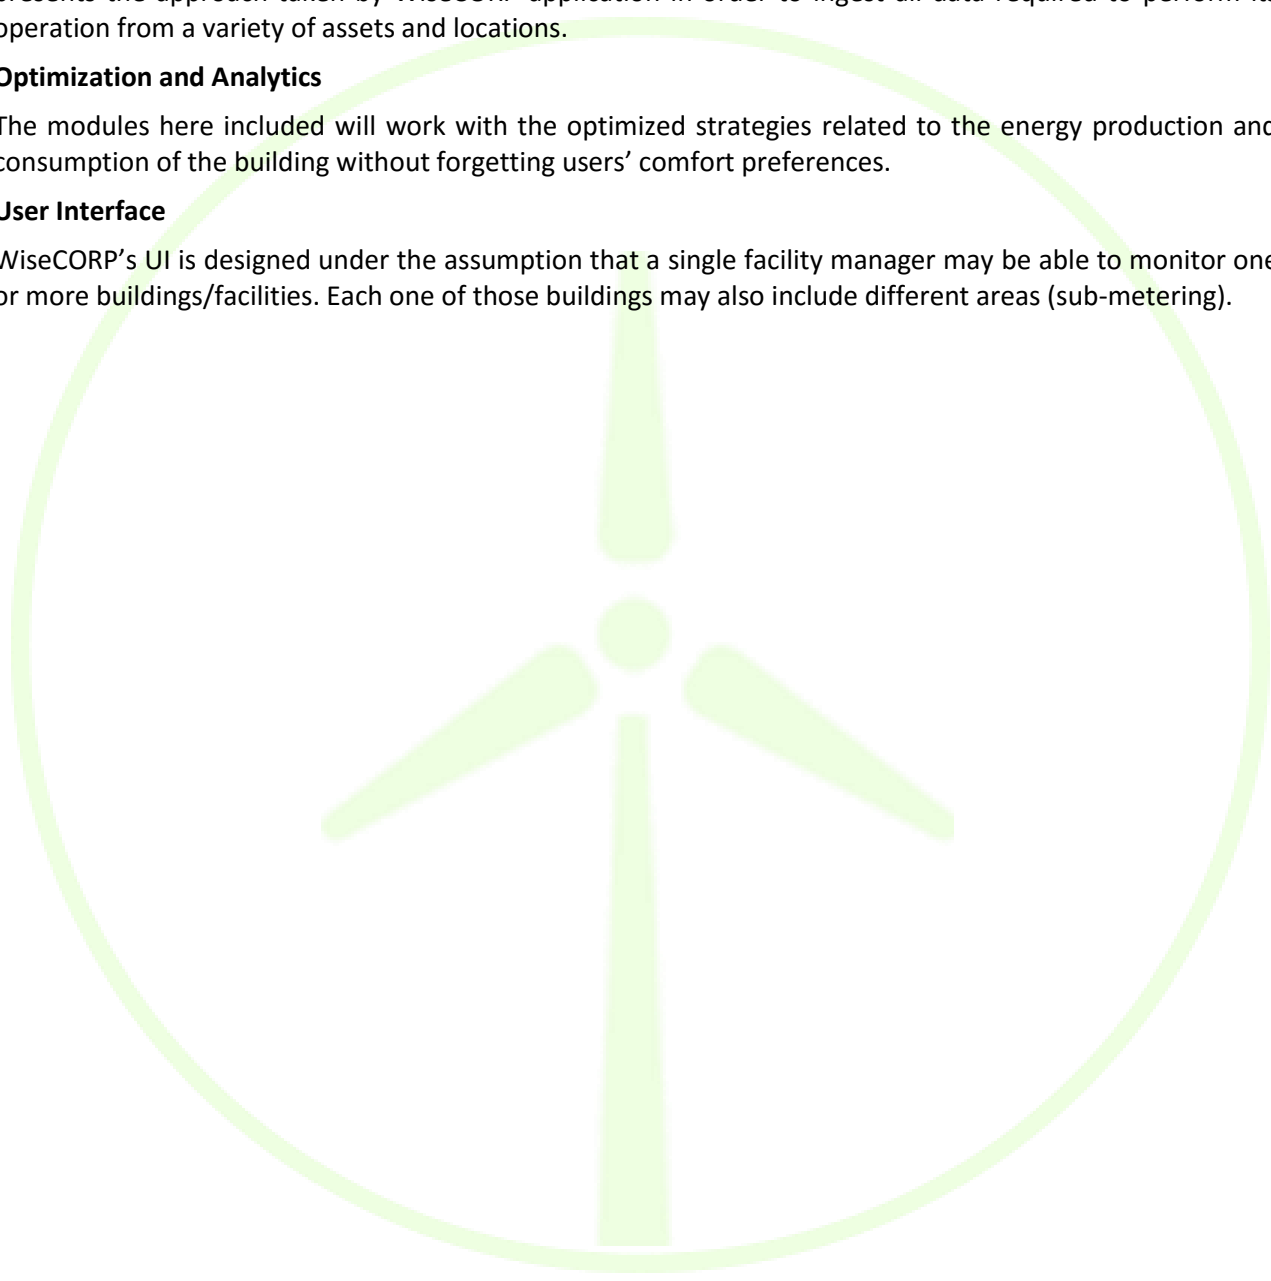 presents the approach taken by WiseCORP application in order to ingest all data required to perform its
operation from a variety of assets and locations.
Optimization and Analytics
The modules here included will work with the optimized strategies related to the energy production and
consumption of the building without forgetting users’ comfort preferences.
User Interface
WiseCORP’s UI is designed under the assumption that a single facility manager may be able to monitor one
or more buildings/facilities. Each one of those buildings may also include different areas (sub-metering).